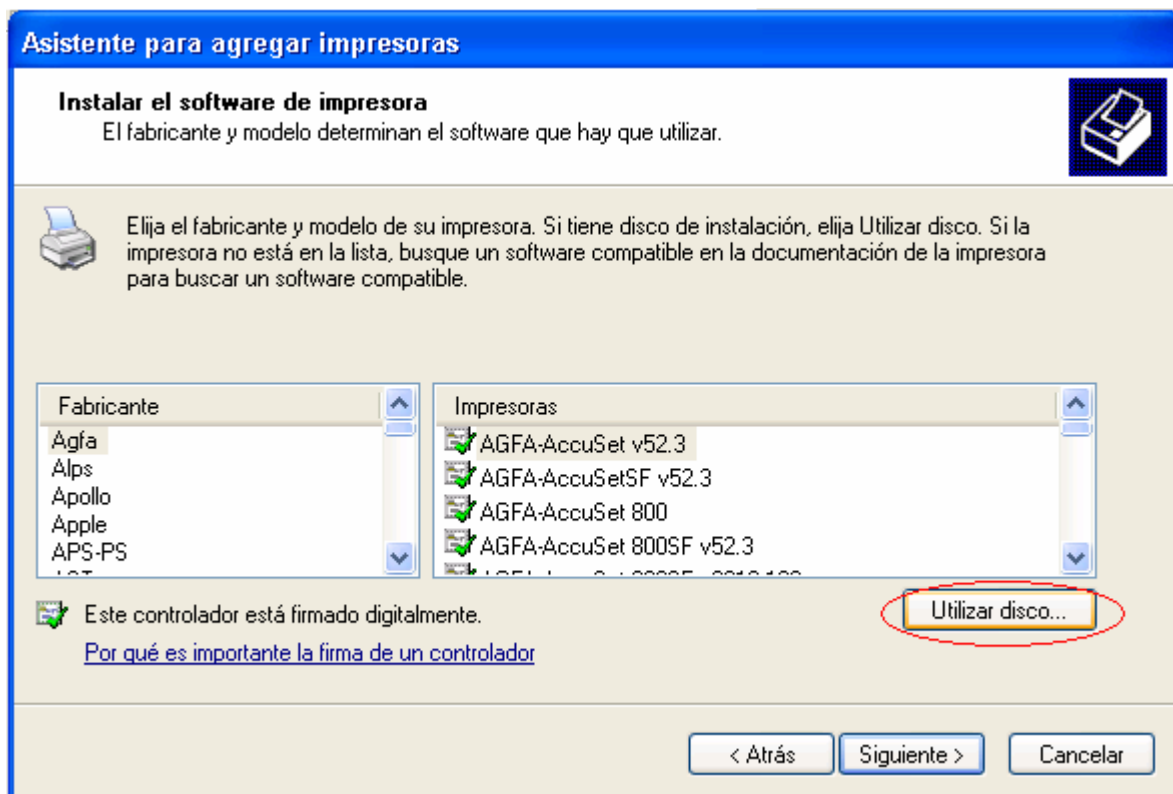 Asistente para agregar impresoras
Instalar el software de impresora
El fabricante y modelo determinan el software que hay que utilizar.
Elija el fabricante y modelo de su impresora. Si tiene disco de instalación, elija Utilizar disco. Si la
impresora no está en la lista, busque un software compatible en la documentación de la impresora
para buscar un software compatible.
Fabricante
Agfa
Alps
Apollo
Apple
APS-PS
Impresoras
AGFA-AccuSet v52.3
AGFA-AccuSetSF v52.3
AGFA-AccuSet 800
AGFA-AccuSet 800SF v52.3
Este controlador está firmado digitalmente.
Utilizar disco...
Por qué es importante la firma de un controlador
< Atrás
Siguiente >
Cancelar